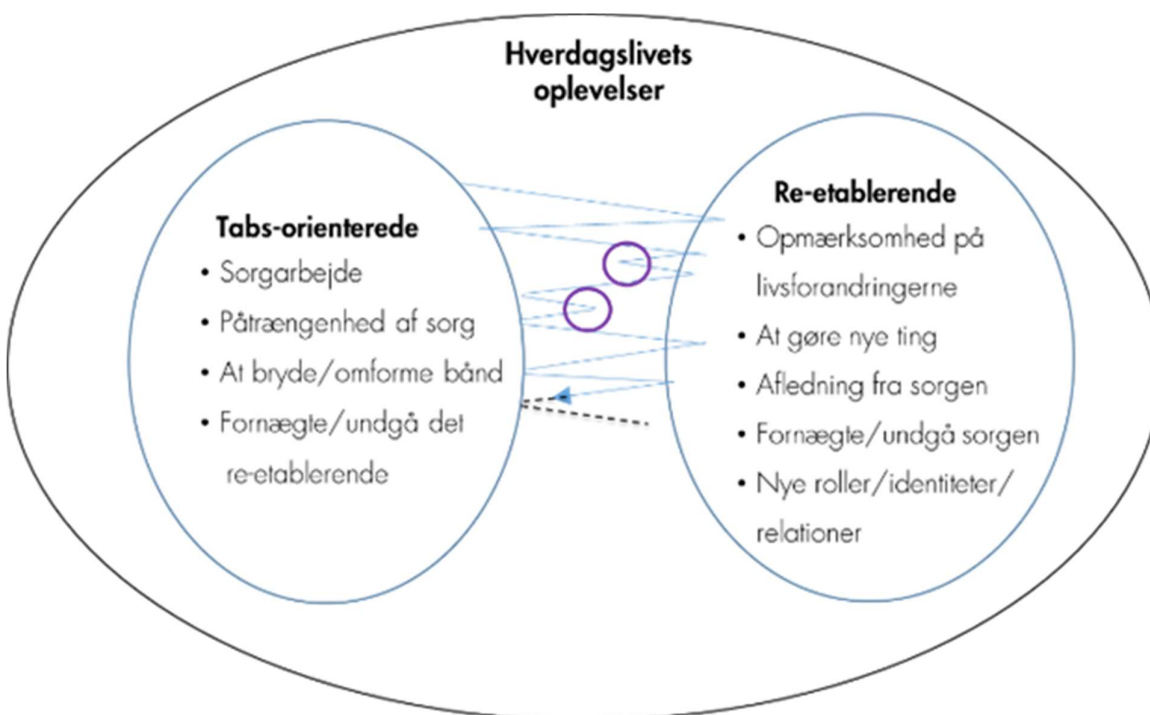 Hverdagslivets
oplevelser
Tabs-orienterede
• Sorgarbejde
• Påtrængenhed af sorg
• At bryde/omforme bånd
• Fornægte/undgå det
re-etablerende
Re-etablerende
• Opmærksomhed på
livsforandringerne
• At gøre nye ting
• Afledning fra sorgen
• Fornægte/undgå sorgen
• Nye roller/identiteter/
relationer